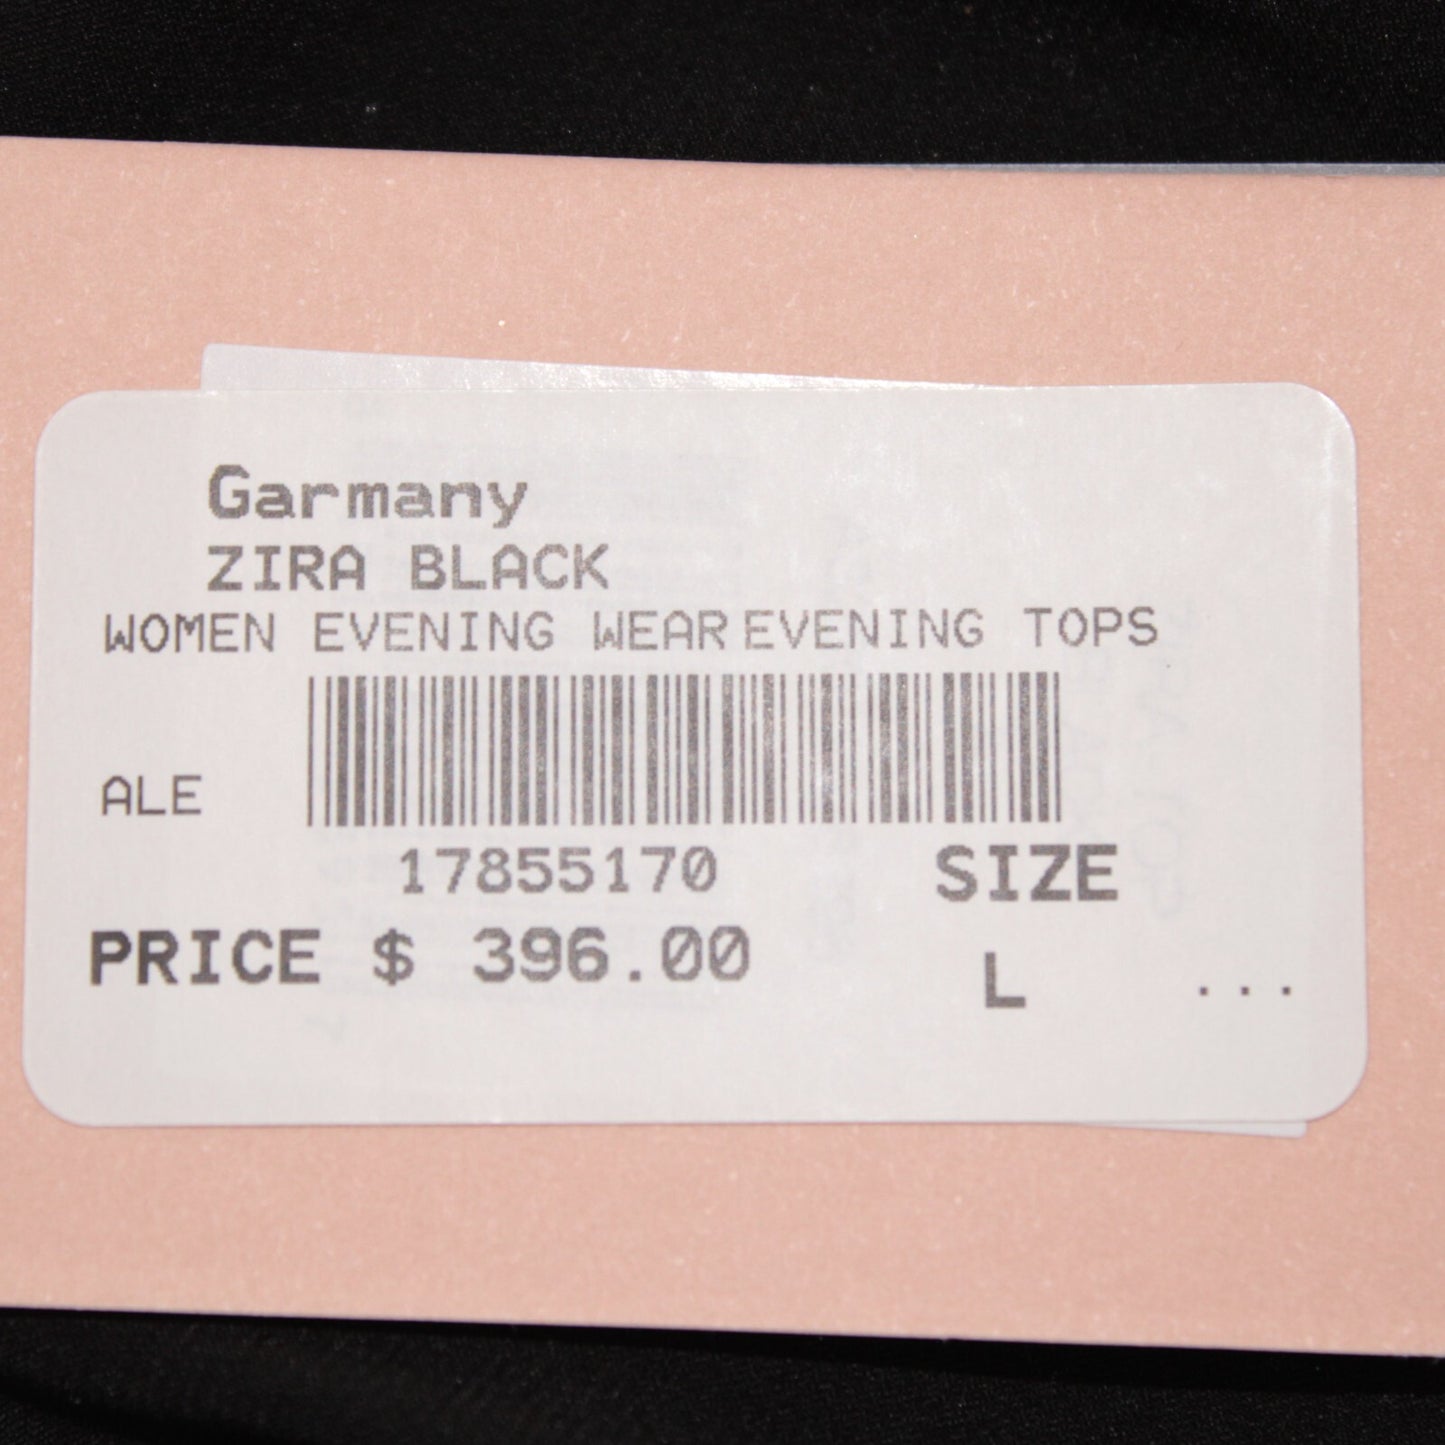 Garmany
ZIRA BLACK
WOMEN EVENING WEAR EVENING TOPS
ALE
17855170
SIZE
PRICE $ 396.00
L ...